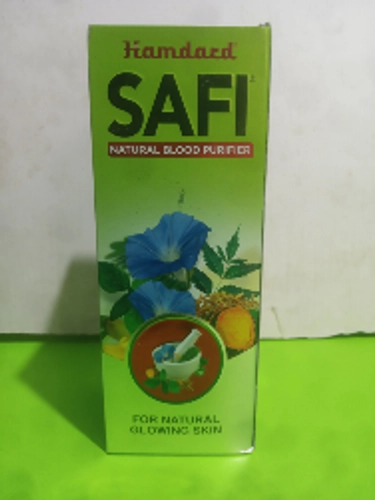 Hamdard
SAFI
NATURAL BLOOD PURIFIER
FOR NATURAL
GLOWING SKIN